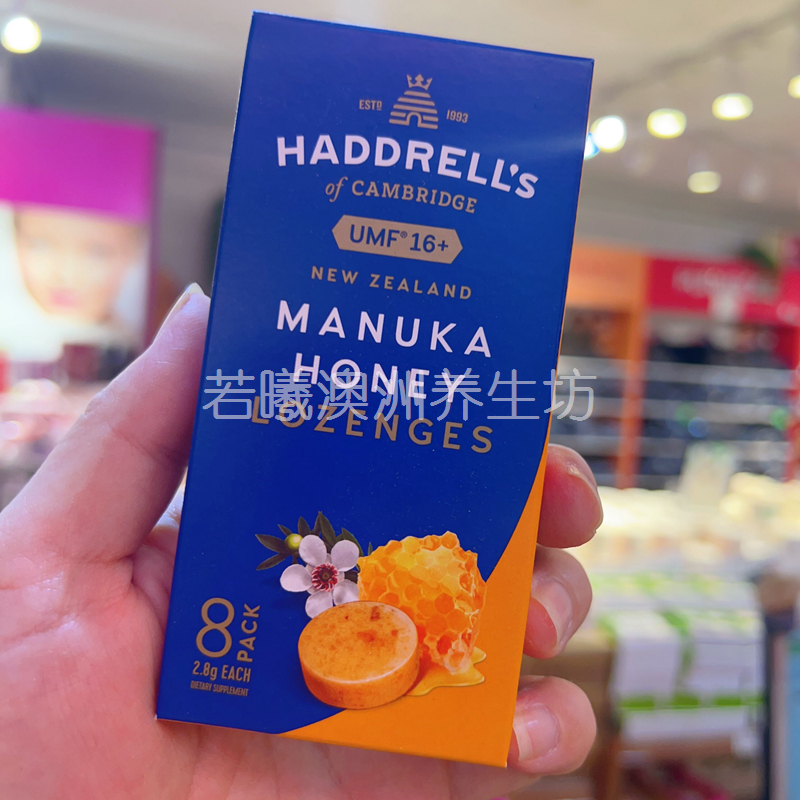 ESTD 1993
HADDRELL'S
of CAMBRIDGE
UMF® 16+
NEW ZEALAND
MANUKA
HONEY
若曦澳洲养生坊
LOZENGES
8 PACK
2.8g EACH
DIETARY SUPPLEMENT